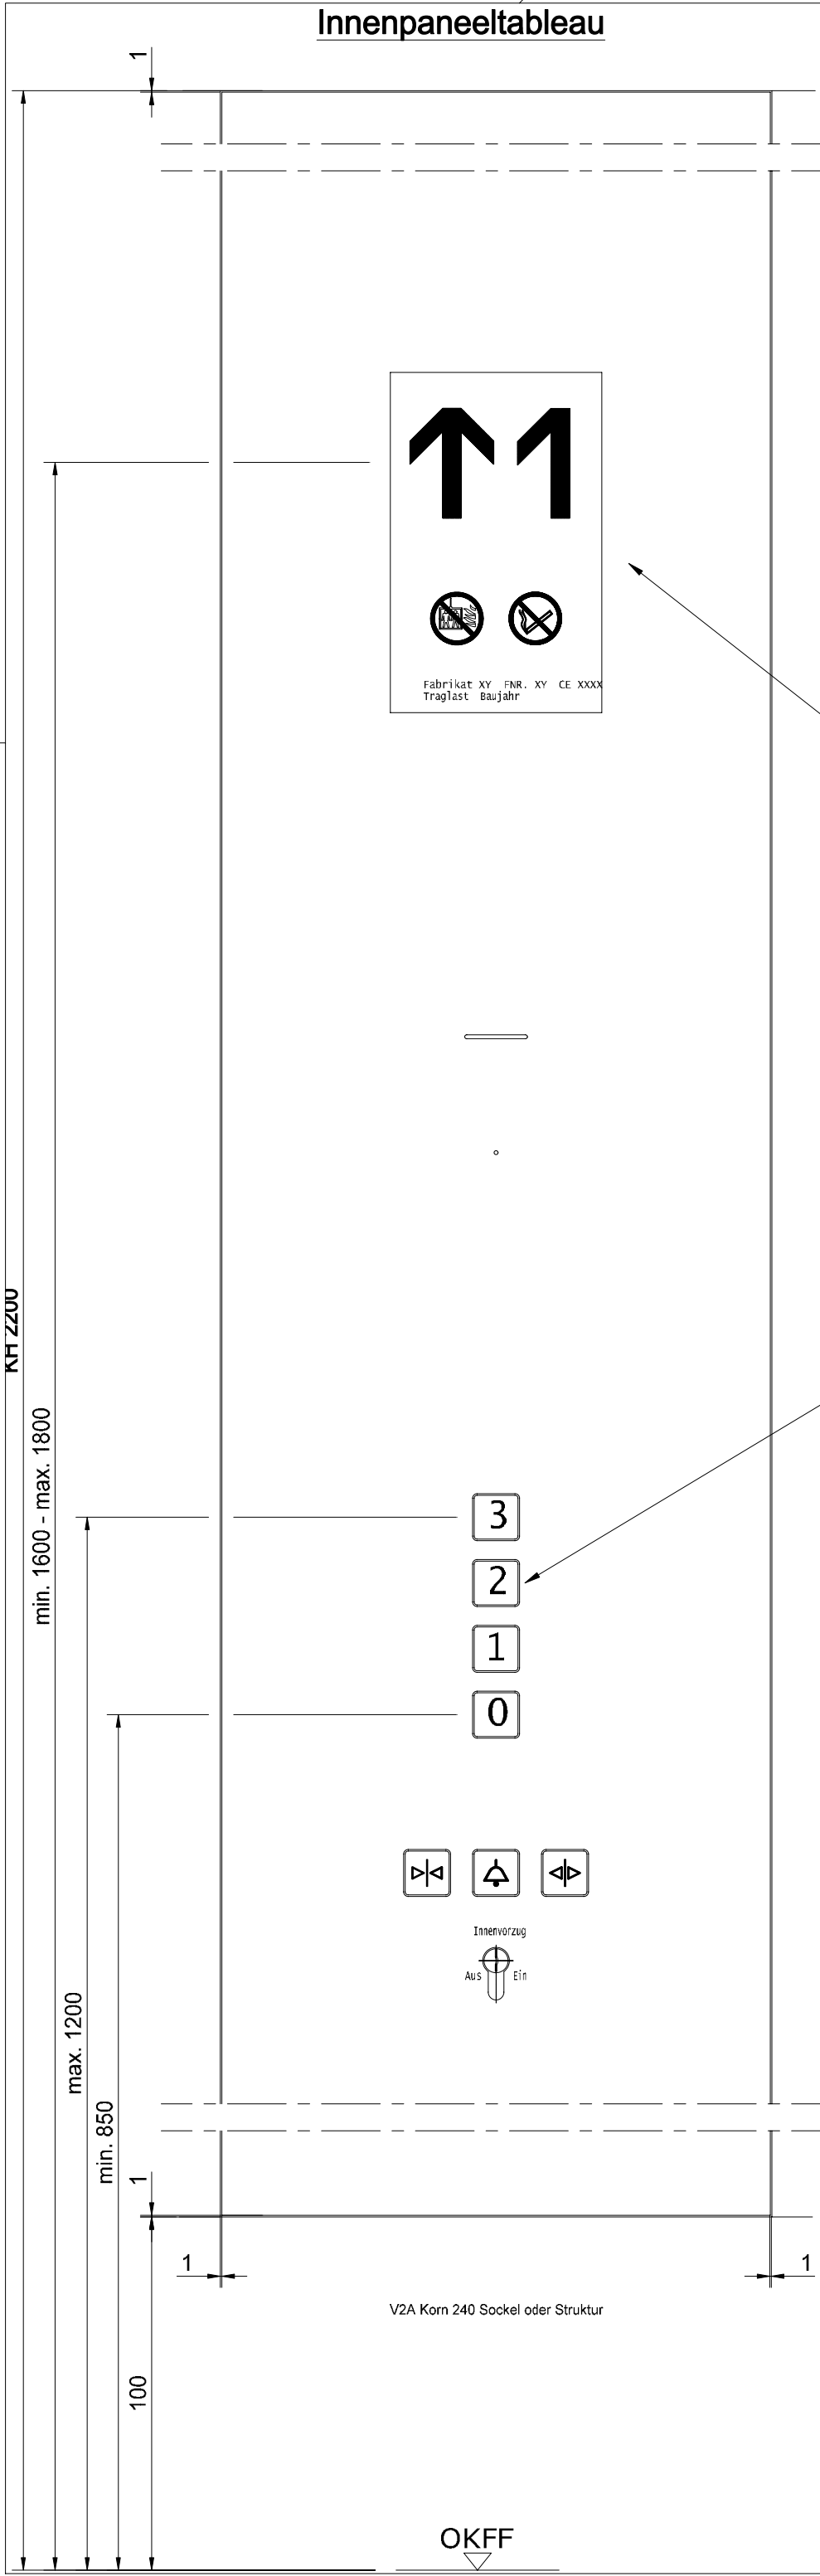 Innenpaneeltableau
1
1
Fabrikat XY FNR. XY CE XXXX
Traglast Baujahr
KH 2200
min. 1600 - max. 1800
3
2
1
0
Innenvorzug
Aus Ein
max. 1200
min. 850
1
1
1
V2A Korn 240 Sockel oder Struktur
100
OKFF